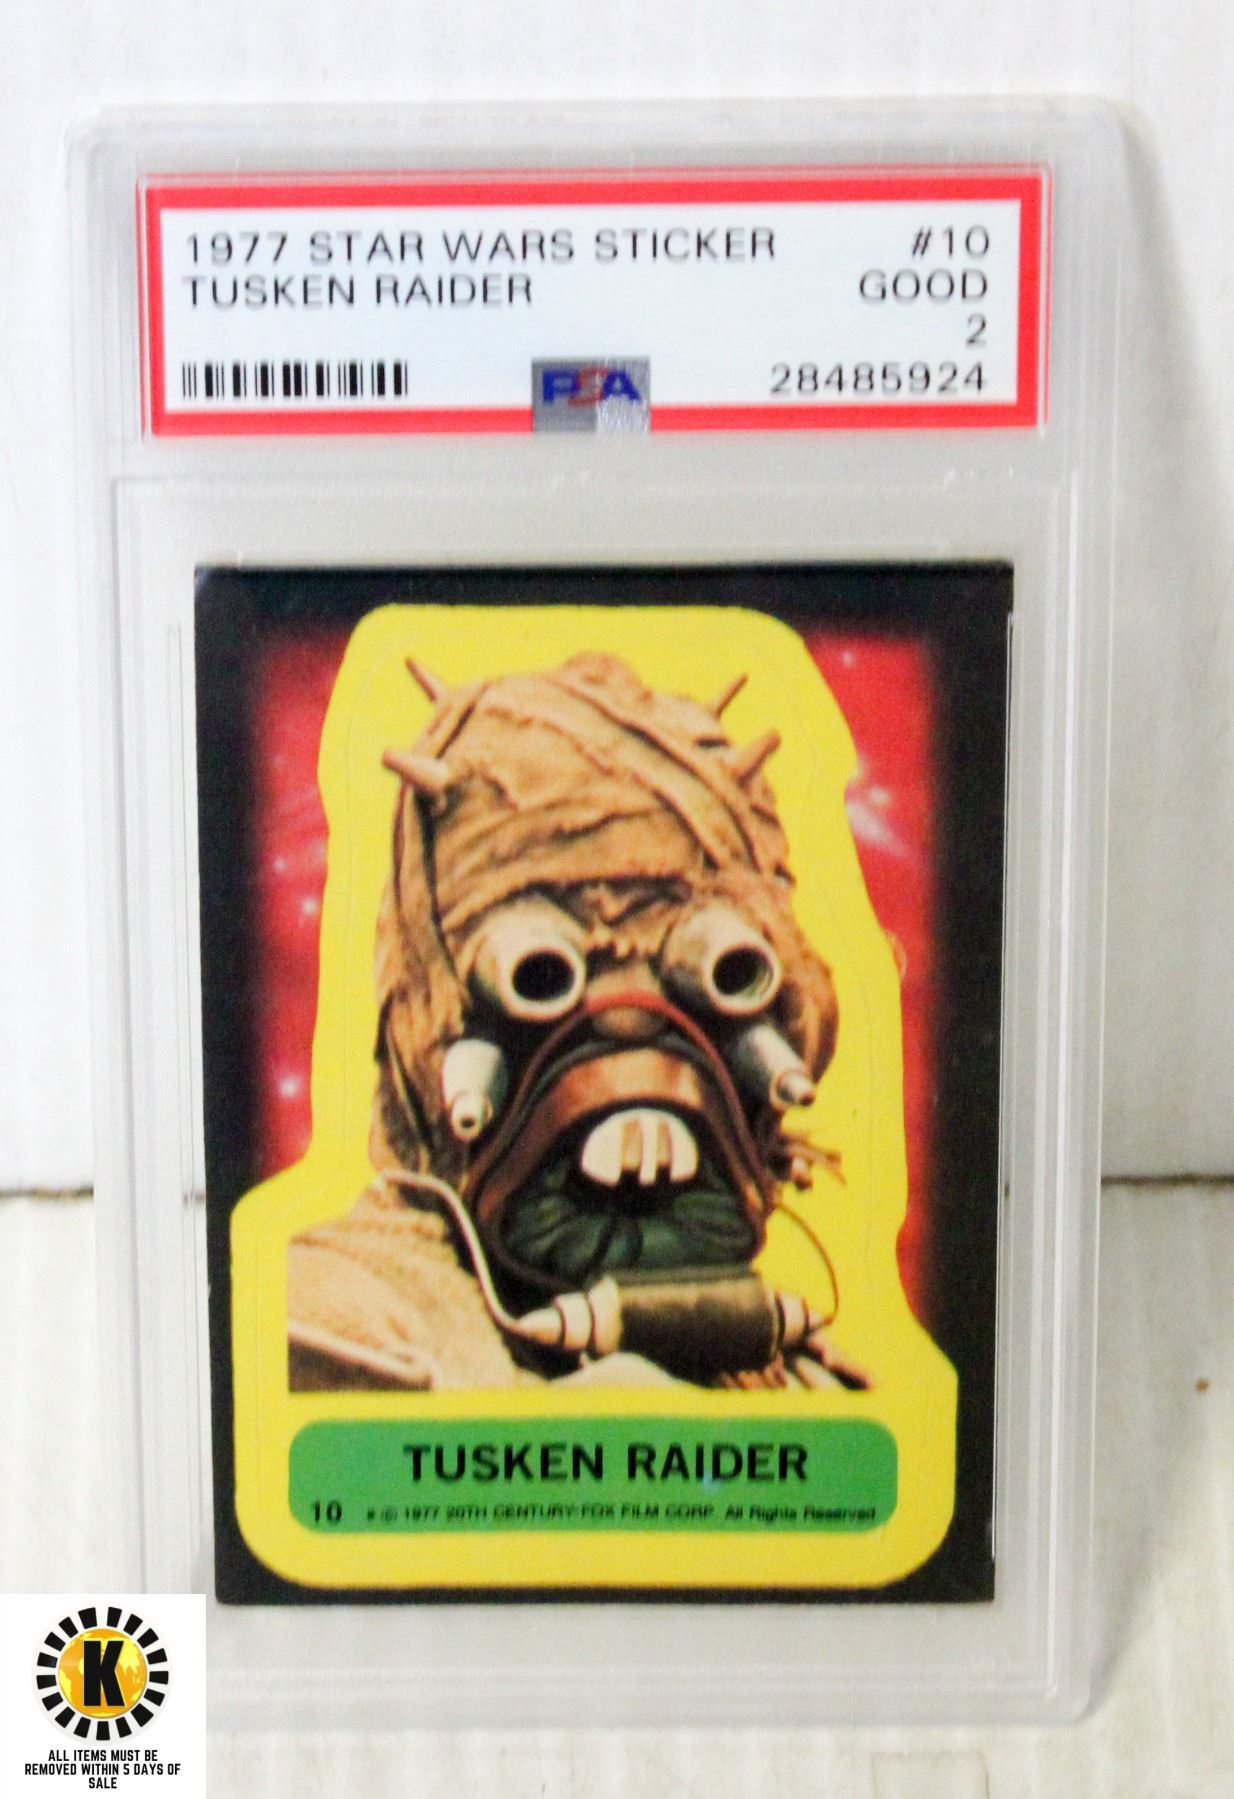 1977 STAR WARS STICKER #10
TUSKEN RAIDER GOOD
2
PSA 28485924
TUSKEN RAIDER
10 * © 1977 20TH CENTURY-FOX FILM CORP. All Rights Reserved
K
ALL ITEMS MUST BE
REMOVED WITHIN 5 DAYS OF
SALE